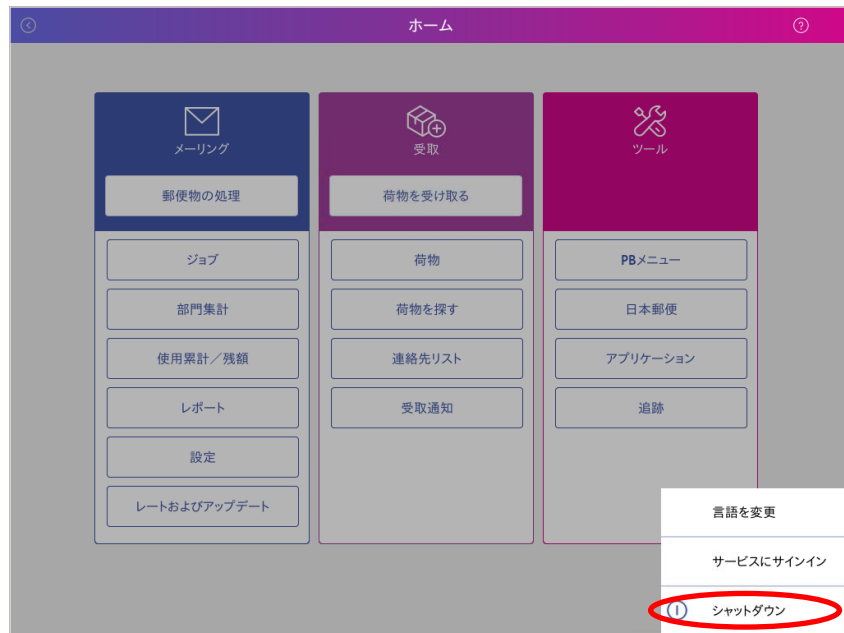 ホーム
メーリング
郵便物の処理
ジョブ
部門集計
使用累計／残額
レポート
設定
レートおよびアップデート
受取
荷物を受け取る
荷物
荷物を探す
連絡先リスト
受取通知
ツール
PBメニュー
日本郵便
アプリケーション
追跡
言語を変更
サービスにサインイン
シャットダウン